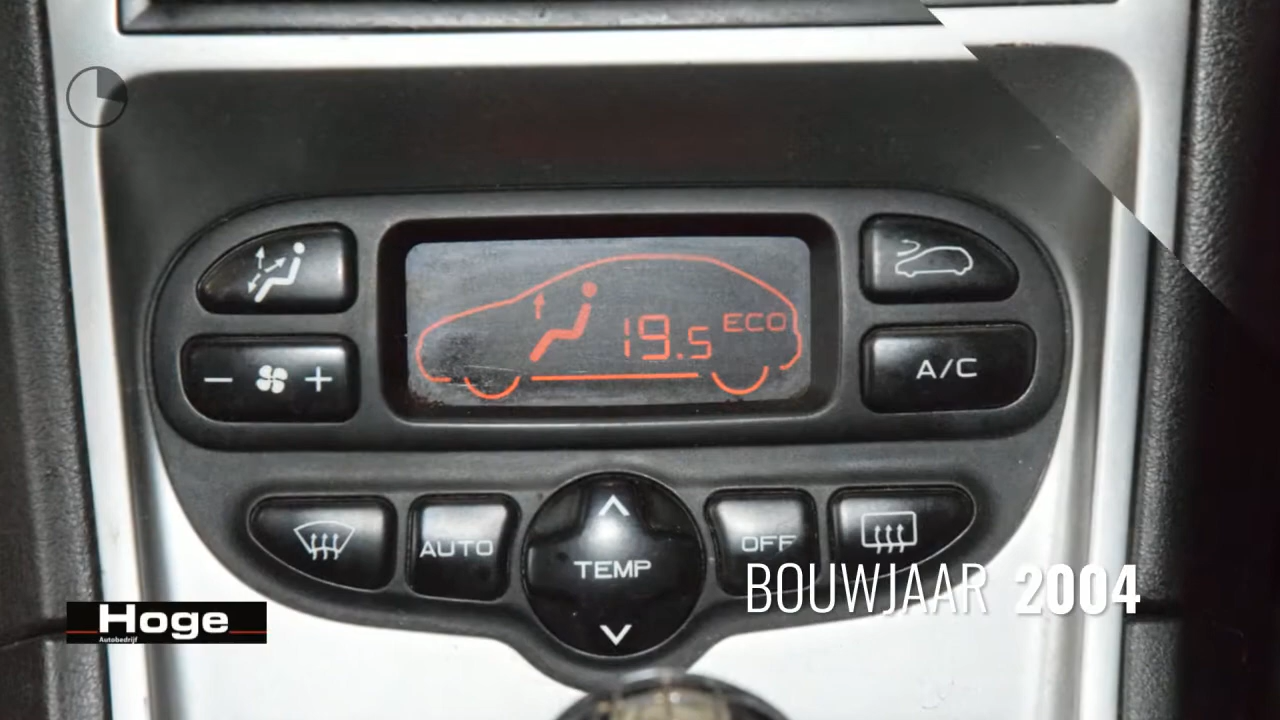 19.5 ECO
A/C
AUTO
TEMP
OFF
BOUWJAAR 2004
Hoge
Autobedrijf